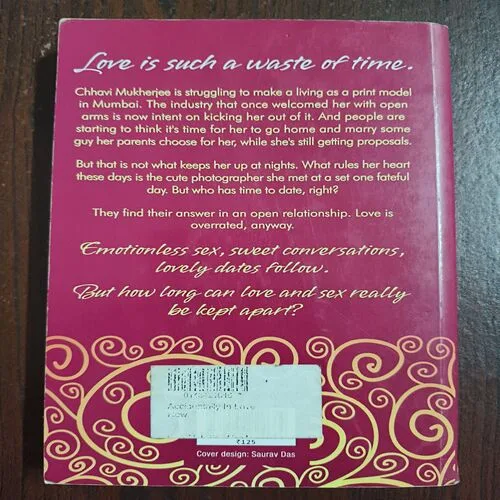 Love is such a waste of time.
Chhavi Mukherjee is struggling to make a living as a print model
in Mumbai. The industry that once welcomed her with open
arms is now intent on kicking her out of it. And people are
starting to think it's time for her to go home and marry some
guy her parents choose for her, while she's still getting proposals.
But that is not what keeps her up at nights. What rules her heart
these days is the cute photographer she met at a set one fateful
day. But who has time to date, right?
They find their answer in an open relationship. Love is
overrated, anyway.
Emotionless sex, sweet conversations,
lovely dates follow.
But how long can love and sex really
be kept apart?
Accidentally In Love
New
₹125
Cover design: Saurav Das